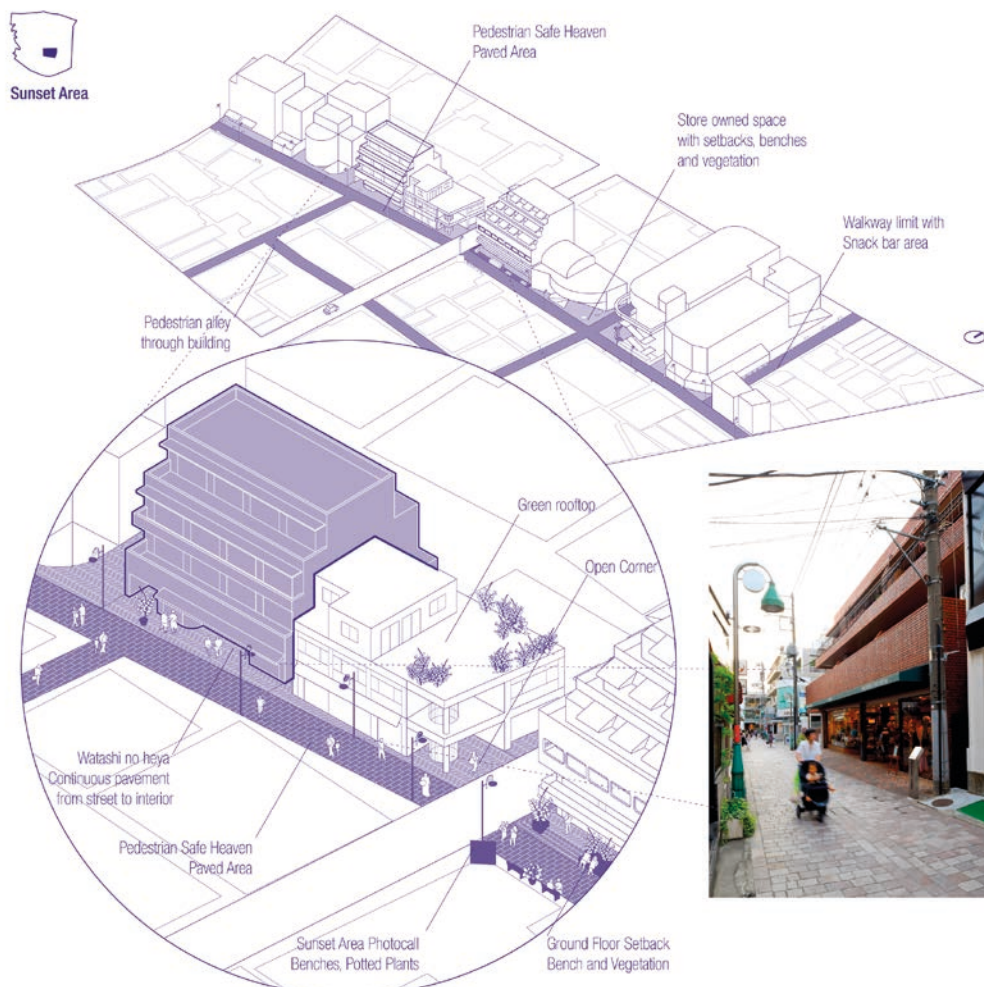 Sunset Area
Pedestrian Safe Heaven
Paved Area
Store owned space
with setbacks, benches
and vegetation
Walkway limit with
Snack bar area
Pedestrian alley
through building
Green rooftop
Open Corner
Watashi no heya
Continuous pavement
from street to interior
Pedestrian Safe Heaven
Paved Area
Sunset Area Photocall
Benches, Potted Plants
Ground Floor Setback
Bench and Vegetation